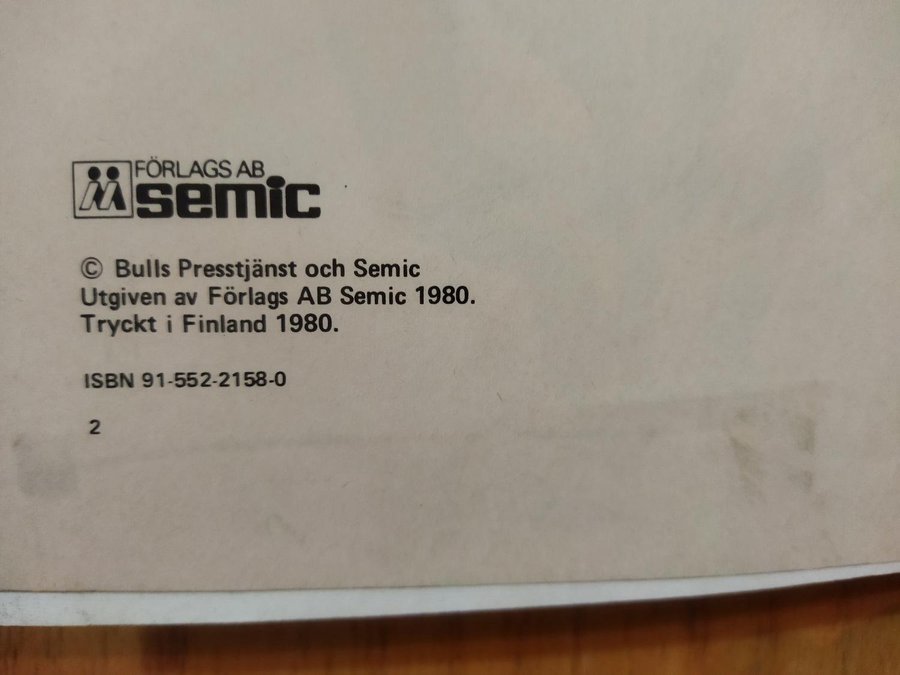 FÖRLAGS AB
semic
© Bulls Presstjänst och Semic
Utgiven av Förlags AB Semic 1980.
Tryckt i Finland 1980.
ISBN 91-552-2158-0
2